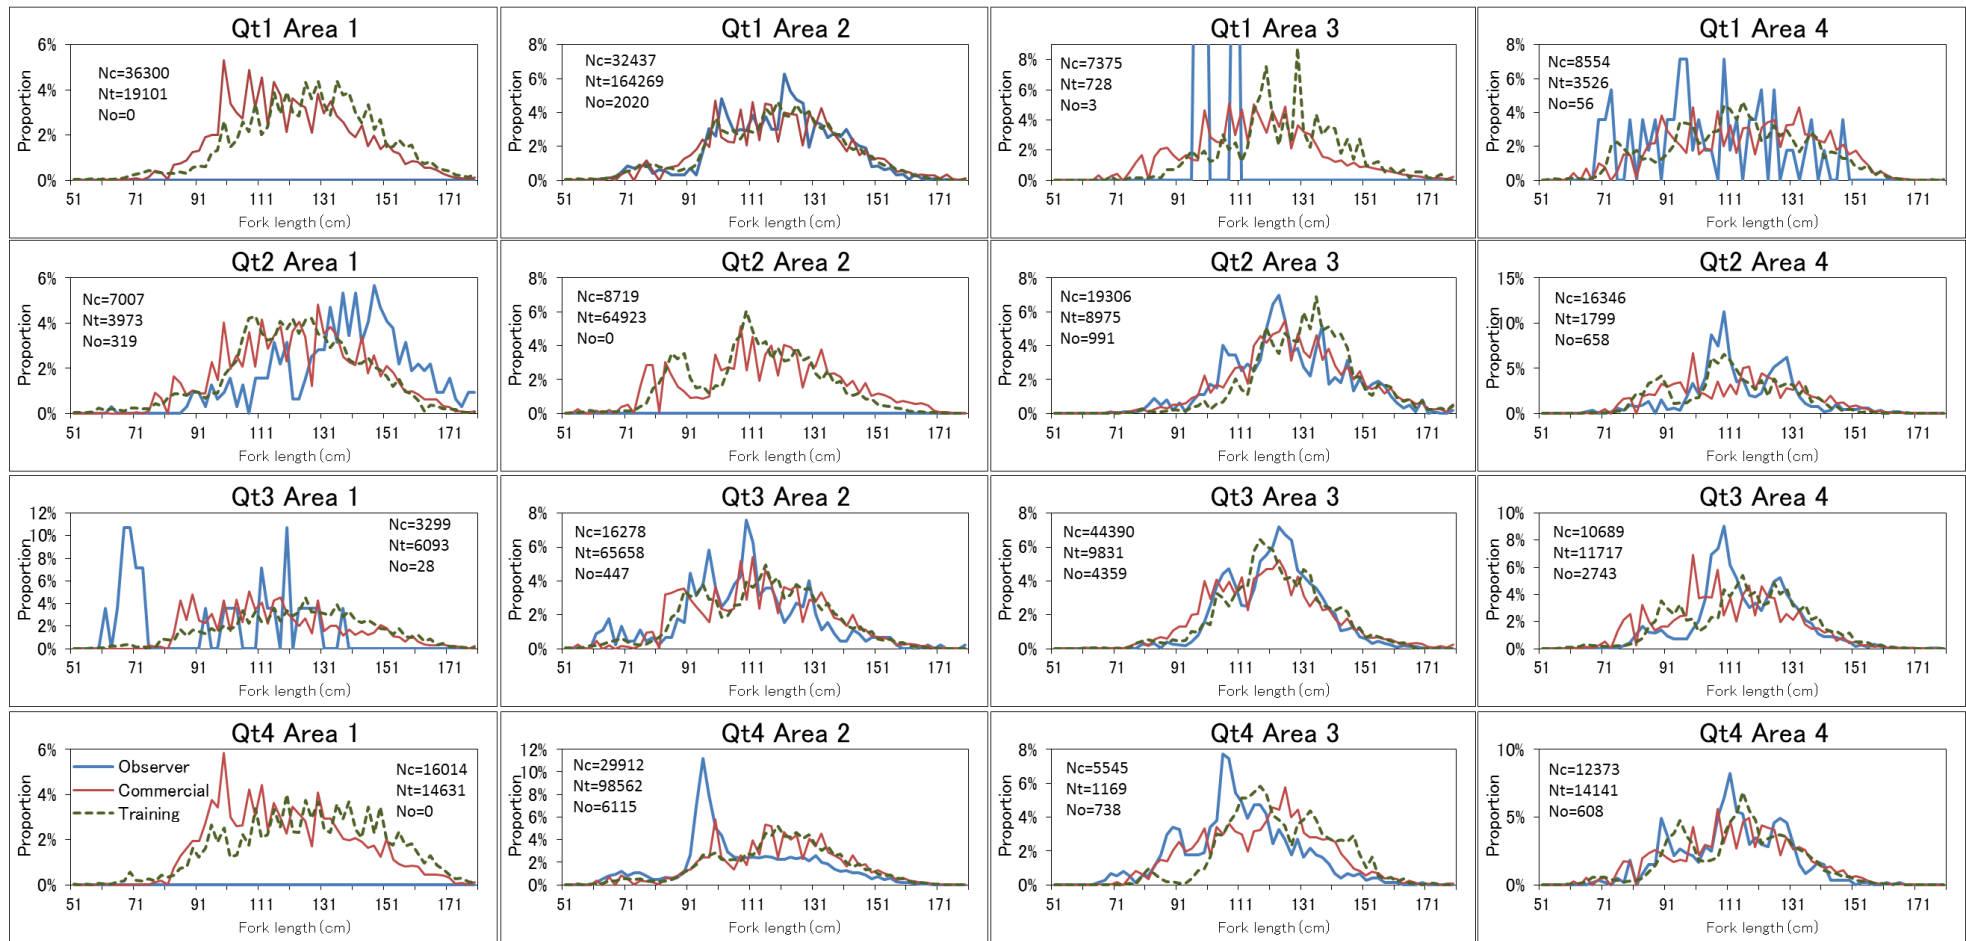 Qt1 Area 1
Proportion
6%
4%
2%
0%
Nc=36300
Nt=19101
No=0
51 71 91 111 131 151 171
Fork length(cm)
Qt1 Area 2
Proportion
8%
6%
4%
2%
0%
Nc=32437
Nt=164269
No=2020
51 71 91 111 131 151 171
Fork length(cm)
Qt1 Area 3
Proportion
8%
6%
4%
2%
0%
Nc=7375
Nt=728
No=3
51 71 91 111 131 151 171
Fork length(cm)
Qt1 Area 4
Proportion
8%
6%
4%
2%
0%
Nc=8554
Nt=3526
No=56
51 71 91 111 131 151 171
Fork length(cm)
Qt2 Area 1
Proportion
6%
4%
2%
0%
Nc=7007
Nt=3973
No=319
51 71 91 111 131 151 171
Fork length(cm)
Qt2 Area 2
Proportion
8%
6%
4%
2%
0%
Nc=8719
Nt=64923
No=0
51 71 91 111 131 151 171
Fork length(cm)
Qt2 Area 3
Proportion
8%
6%
4%
2%
0%
Nc=19306
Nt=8975
No=991
51 71 91 111 131 151 171
Fork length(cm)
Qt2 Area 4
Proportion
15%
10%
5%
0%
Nc=16346
Nt=1799
No=658
51 71 91 111 131 151 171
Fork length(cm)
Qt3 Area 1
Proportion
12%
10%
8%
6%
4%
2%
0%
Nc=3299
Nt=6093
No=28
51 71 91 111 131 151 171
Fork length(cm)
Qt3 Area 2
Proportion
8%
6%
4%
2%
0%
Nc=16278
Nt=65658
No=447
51 71 91 111 131 151 171
Fork length(cm)
Qt3 Area 3
Proportion
8%
6%
4%
2%
0%
Nc=44390
Nt=9831
No=4359
51 71 91 111 131 151 171
Fork length(cm)
Qt3 Area 4
Proportion
10%
8%
6%
4%
2%
0%
Nc=10689
Nt=11717
No=2743
51 71 91 111 131 151 171
Fork length(cm)
Qt4 Area 1
Proportion
6%
4%
2%
0%
Observer
Commercial
Training
Nc=16014
Nt=14631
No=0
51 71 91 111 131 151 171
Fork length(cm)
Qt4 Area 2
Proportion
12%
10%
8%
6%
4%
2%
0%
Nc=29912
Nt=98562
No=6115
51 71 91 111 131 151 171
Fork length(cm)
Qt4 Area 3
Proportion
8%
6%
4%
2%
0%
Nc=5545
Nt=1169
No=738
51 71 91 111 131 151 171
Fork length(cm)
Qt4 Area 4
Proportion
10%
5%
0%
Nc=12373
Nt=14141
No=608
51 71 91 111 131 151 171
Fork length(cm)